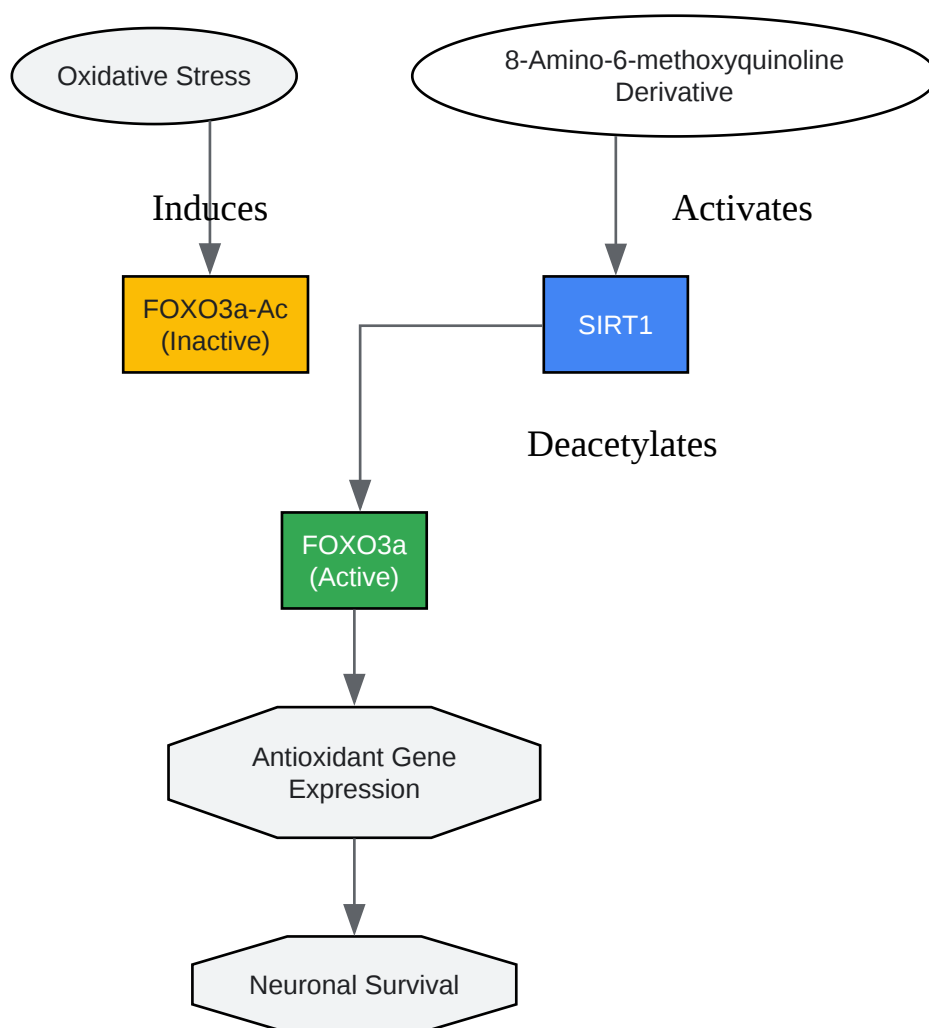 Oxidative Stress
8-Amino-6-methoxyquinoline
Derivative
Induces
Activates
FOXO3a-Ac
(Inactive)
SIRT1
Deacetylates
FOXO3a
(Active)
Antioxidant Gene
Expression
Neuronal Survival